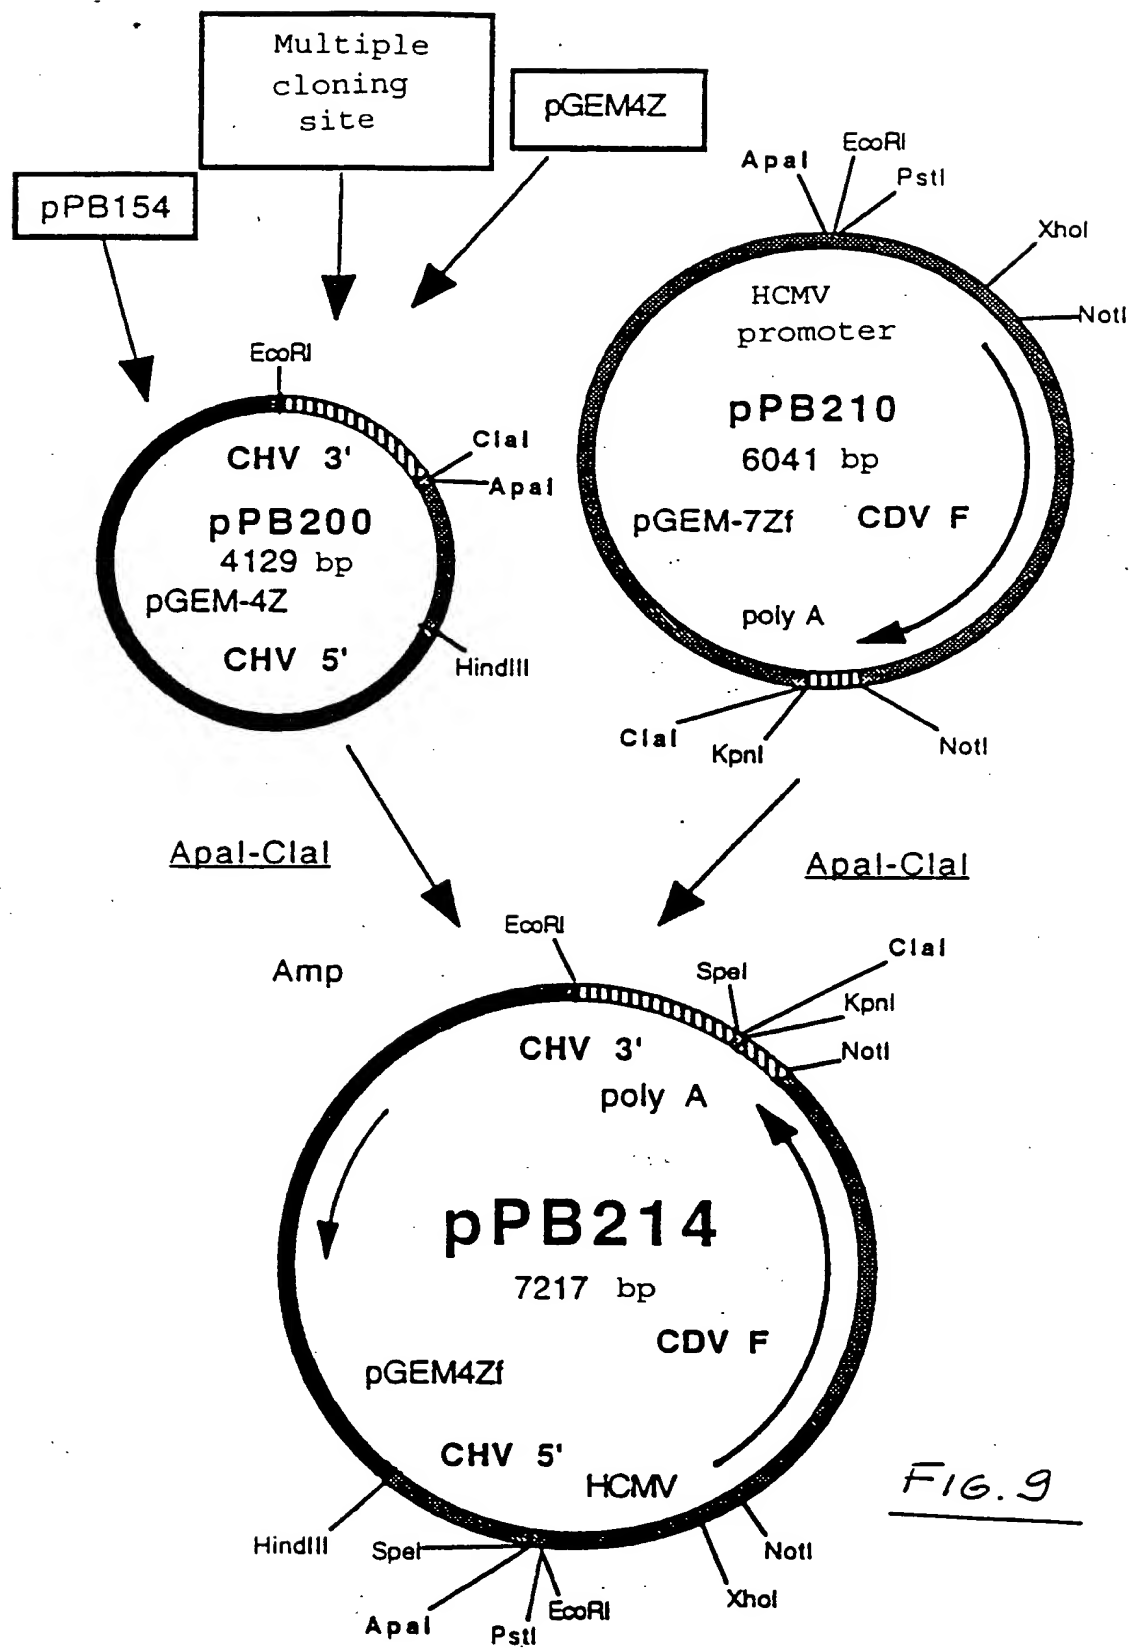 Multiple
cloning
site
pGEM4Z
pPB154
EcoRI
ClaI
ApaI
CHV 3'
pPB200
4129 bp
pGEM-4Z
CHV 5'
HindIII
ApaI
EcoRI
PstI
XhoI
NotI
HCMV
promoter
pPB210
6041 bp
pGEM-7Zf
CDV F
poly A
ClaI
KpnI
NotI
ApaI-ClaI
ApaI-ClaI
Amp
EcoRI
SpeI
ClaI
KpnI
NotI
CHV 3'
poly A
pPB214
7217 bp
CDV F
pGEM4Zf
CHV 5'
HCMV
HindIII
SpeI
ApaI
PstI
EcoRI
XhoI
NotI
FIG. 9